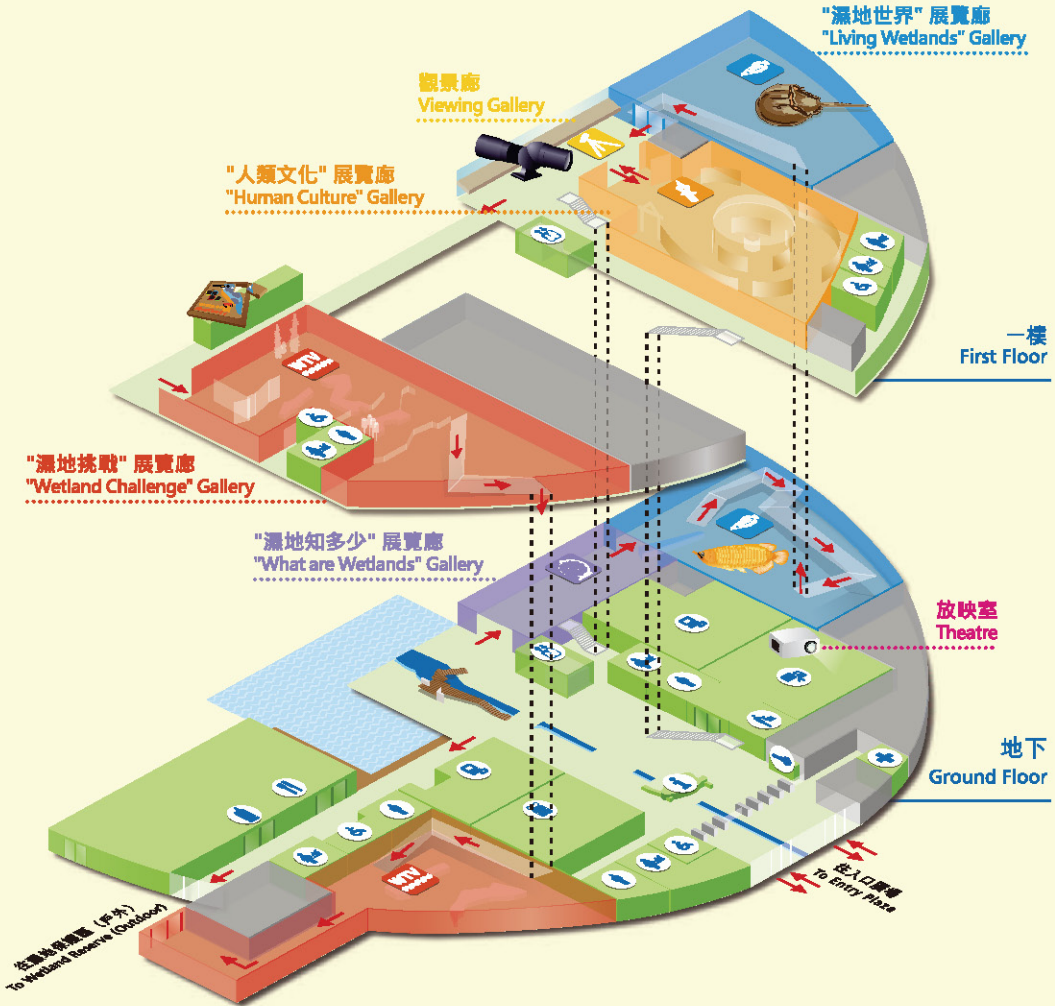 "濕地世界" 展覽廊
"Living Wetlands" Gallery
觀景廊
Viewing Gallery
"人類文化" 展覽廊
"Human Culture" Gallery
一樓
First Floor
WTV
"濕地挑戰" 展覽廊
"Wetland Challenge" Gallery
"濕地知多少" 展覽廊
"What are Wetlands" Gallery
放映室
Theatre
地下
Ground Floor
WTV
往入口廣場
To Entry Plaza
往濕地保護區 (戶外)
To Wetland Reserve (Outdoor)